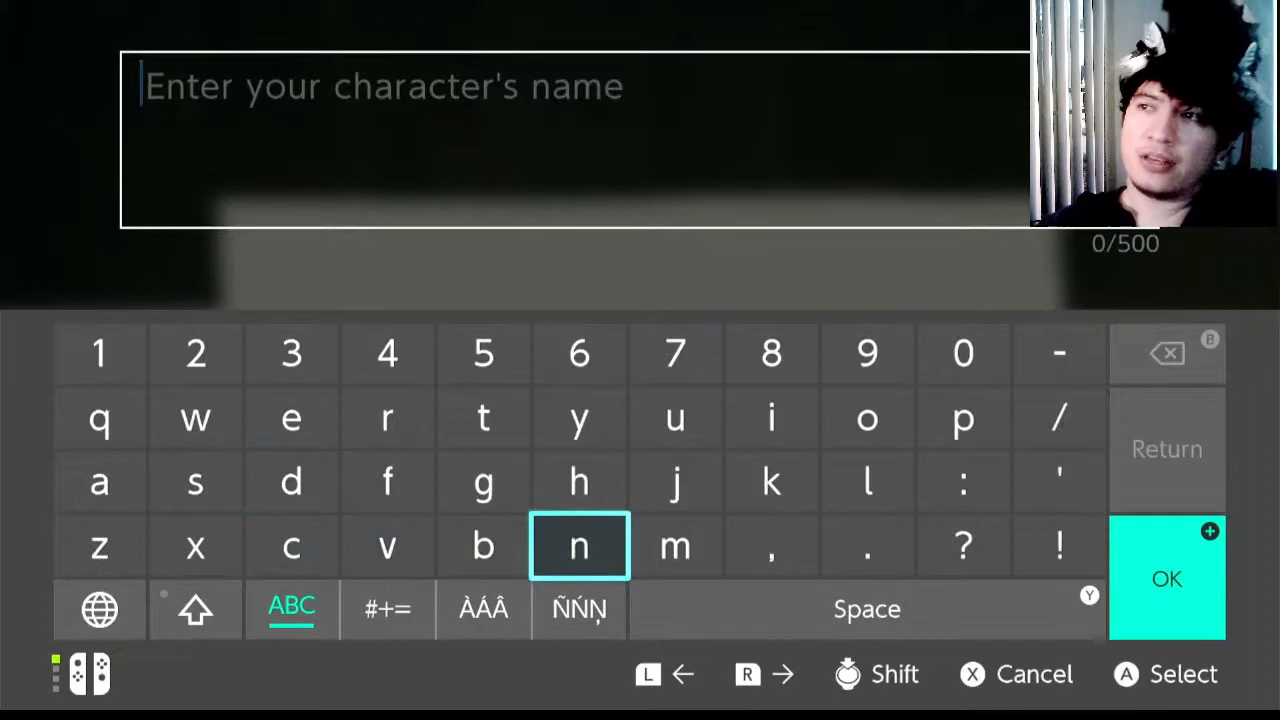 Enter your character's name
0/500
1 2 3 4 5 6 7 8 9 0 - B
q w e r t y u i o p /
Return
a s d f g h j k l : '
z x c v b n m , . ? ! +
OK
ABC #+= ÀÁÂ ÑŃŅ Space Y
L ← R → Shift X Cancel A Select